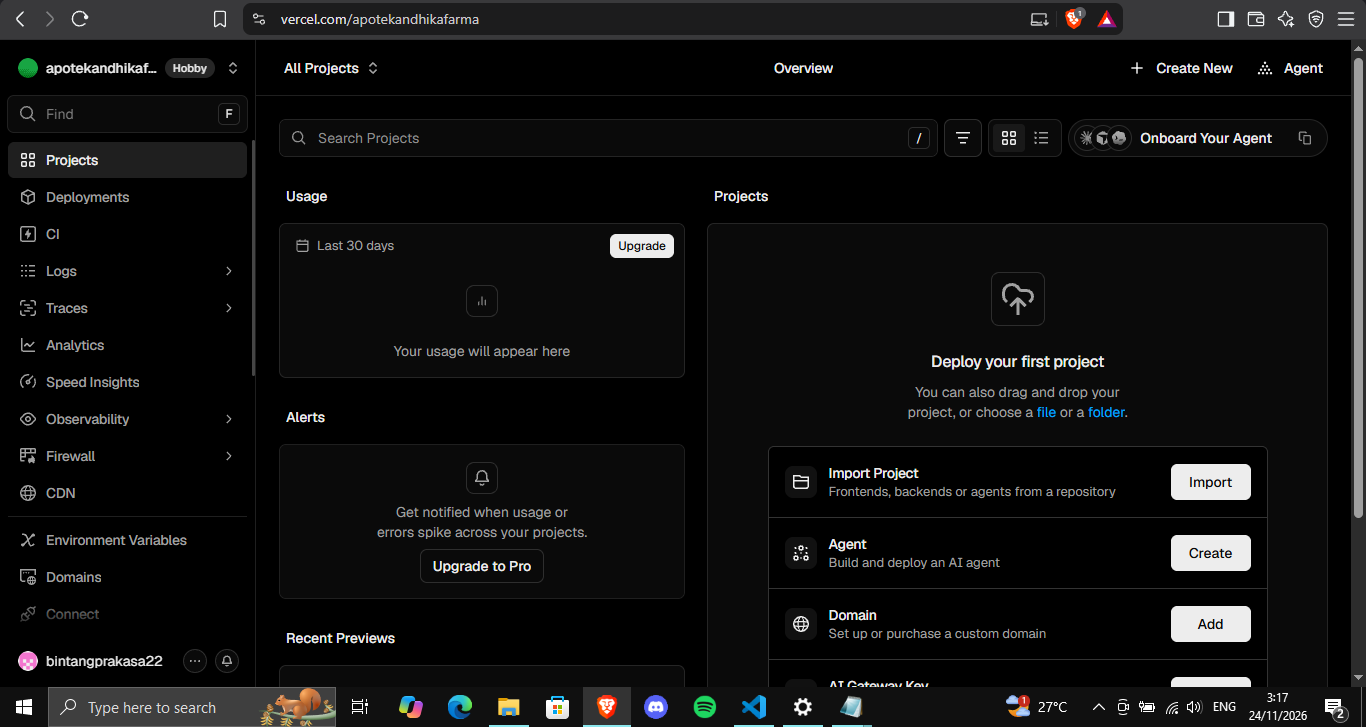 vercel.com/apotekandhikafarma
1
apotekandhikaf...
Hobby
All Projects
Overview
Create New
Agent
Find
F
Search Projects
/
Onboard Your Agent
Projects
Deployments
CI
Logs
Traces
Analytics
Speed Insights
Observability
Firewall
CDN
Environment Variables
Domains
Connect
bintangprakasa22
Usage
Last 30 days
Upgrade
Your usage will appear here
Alerts
Get notified when usage or
errors spike across your projects.
Upgrade to Pro
Recent Previews
Projects
Deploy your first project
You can also drag and drop your
project, or choose a file or a folder.
Import Project
Frontends, backends or agents from a repository
Import
Agent
Build and deploy an AI agent
Create
Domain
Set up or purchase a custom domain
Add
AI Gateway Key
Type here to search
1
27°C
ENG
3:17
24/11/2026
2